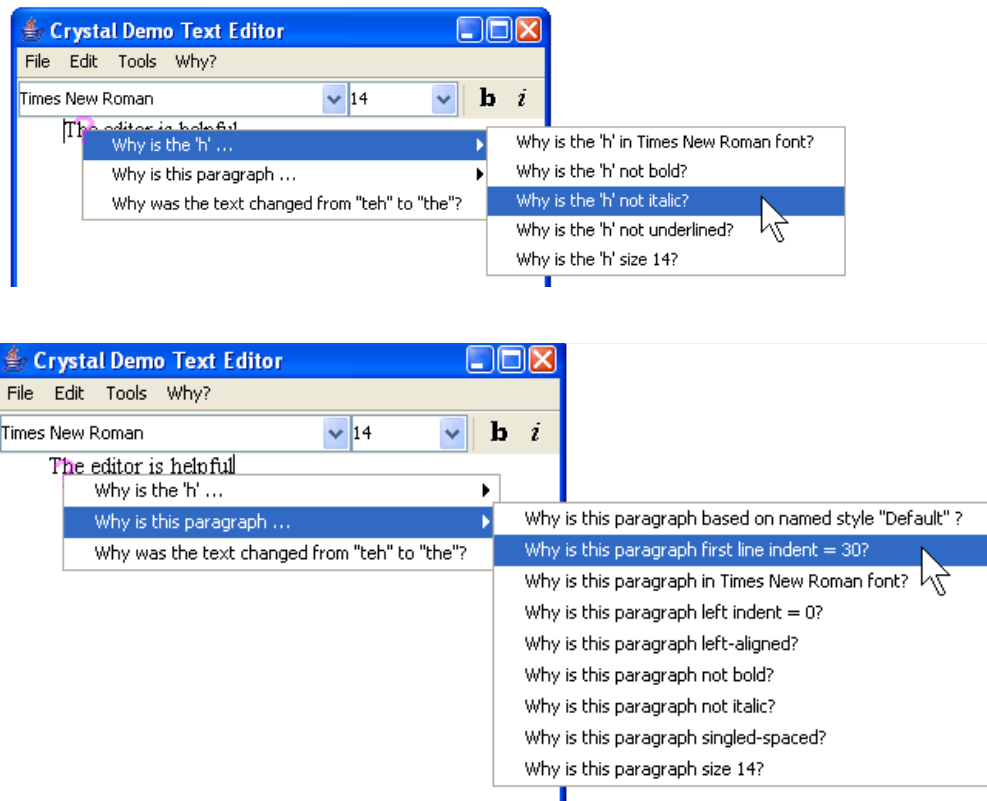 Crystal Demo Text Editor
File Edit Tools Why?
Times New Roman 14 b i
The editor is helpful
Why is the 'h' ...
Why is this paragraph ...
Why was the text changed from "teh" to "the"?
Why is the 'h' in Times New Roman font?
Why is the 'h' not bold?
Why is the 'h' not italic?
Why is the 'h' not underlined?
Why is the 'h' size 14?
Crystal Demo Text Editor
File Edit Tools Why?
Times New Roman 14 b i
The editor is helpful
Why is the 'h' ...
Why is this paragraph ...
Why was the text changed from "teh" to "the"?
Why is this paragraph based on named style "Default" ?
Why is this paragraph first line indent = 30?
Why is this paragraph in Times New Roman font?
Why is this paragraph left indent = 0?
Why is this paragraph left-aligned?
Why is this paragraph not bold?
Why is this paragraph not italic?
Why is this paragraph singled-spaced?
Why is this paragraph size 14?